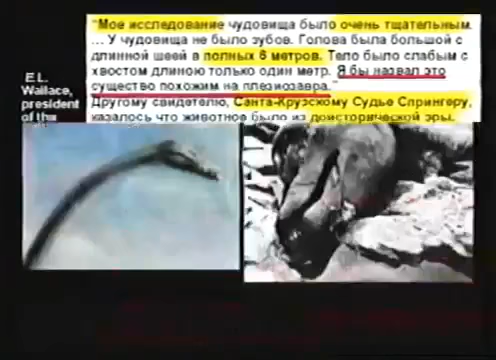 "Мое исследование чудовища было очень тщательным.
... У чудовища не было зубов. Голова была большой с
длинной шеей в полных 6 метров. Тело было слабым с
хвостом длиною только один метр. Я бы назвал это
существо похожим на плезиозавра."
Другому свидетелю, Санта-Крузскому Судье Спрингеру,
казалось что животное было из доисторической эры.
E.L.
Wallace,
president
of the